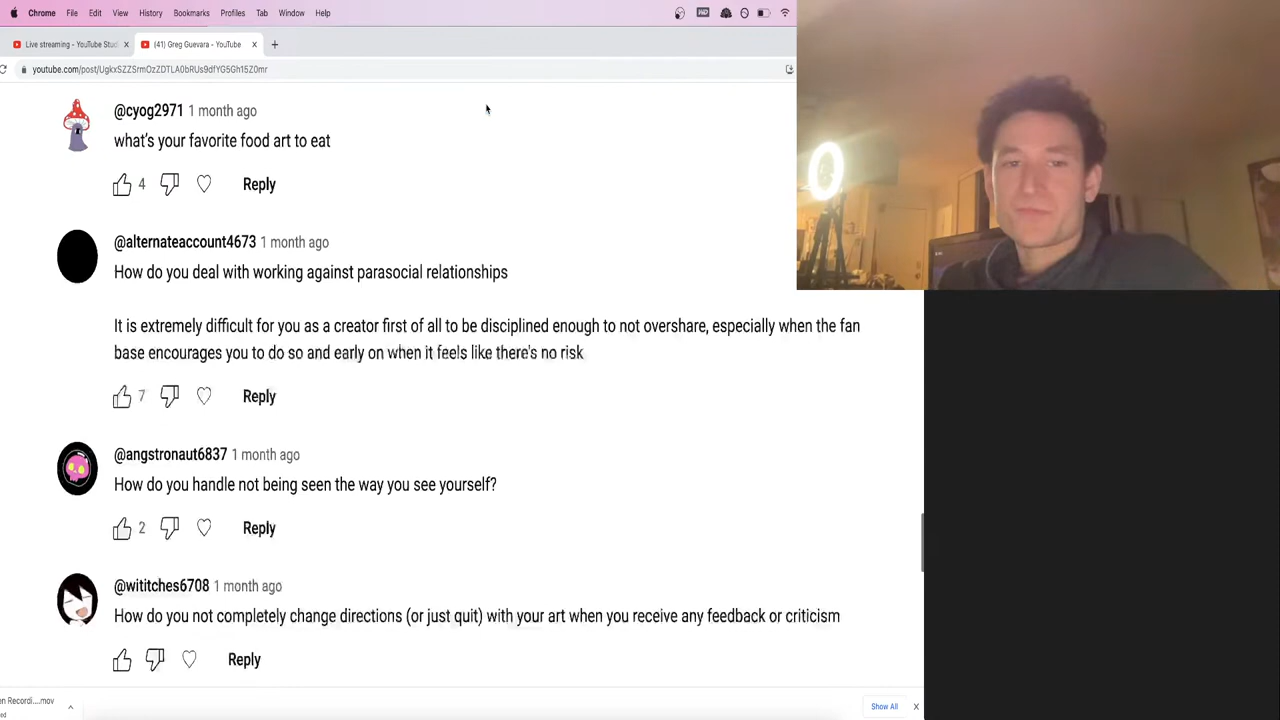 Chrome File Edit View History Bookmarks Profiles Tab Window Help
Live streaming - YouTube Stud
(41) Greg Guevara - YouTube
@cyog2971 1 month ago
what's your favorite food art to eat
4 Reply
@alternateaccount4673 1 month ago
How do you deal with working against parasocial relationships
It is extremely difficult for you as a creator first of all to be disciplined enough to not overshare, especially when the fan
base encourages you to do so and early on when it feels like there's no risk
7 Reply
@angstronaut6837 1 month ago
How do you handle not being seen the way you see yourself?
2 Reply
@wititches6708 1 month ago
How do you not completely change directions (or just quit) with your art when you receive any feedback or criticism
Reply
en Recordi....mov
Show All